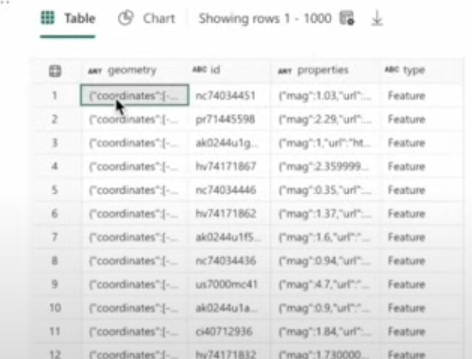 Table Chart Showing rows 1 - 1000
ANY geometry ABC id ANY properties ABC type
1 {"coordinates":[-... nc74034451 {"mag":1.03,"url":... Feature
2 {"coordinates":[-... pr71445598 {"mag":2.29,"url":... Feature
3 {"coordinates":[-... ak0244u1g... {"mag":1,"url":"ht... Feature
4 {"coordinates":[-... hv74171867 {"mag":2.359999... Feature
5 {"coordinates":[-... nc74034446 {"mag":0.35,"url":... Feature
6 {"coordinates":[-... hv74171862 {"mag":1.37,"url":... Feature
7 {"coordinates":[-... ak0244u1f5... {"mag":1.6,"url":"... Feature
8 {"coordinates":[-... nc74034436 {"mag":0.94,"url":... Feature
9 {"coordinates":[-... us7000mc41 {"mag":4.7,"url":"... Feature
10 {"coordinates":[-... ak0244u1a... {"mag":0.9,"url":"... Feature
11 {"coordinates":[-... ci40712936 {"mag":1.84,"url":... Feature
12 {"coordinates":[-... hv74171832 {"mag":1.730000... Feature